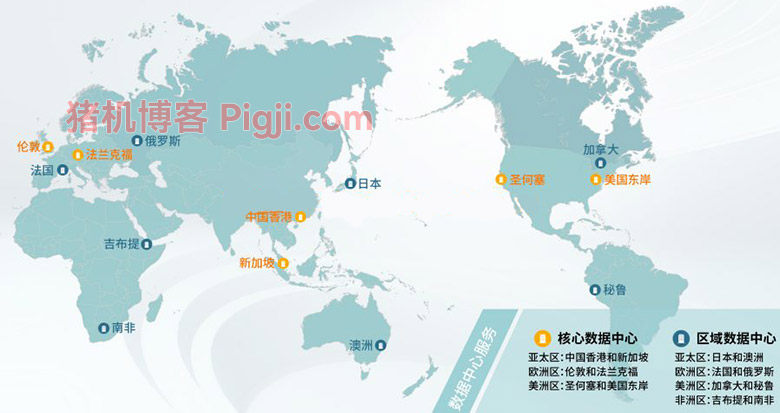 猪机博客 Pigji.com
俄罗斯
伦敦
法兰克福
加拿大
法国
日本
圣何塞
美国东岸
中国香港
吉布提
新加坡
秘鲁
南非
澳洲
数据中心服务
核心数据中心
亚太区：中国香港和新加坡
欧洲区：伦敦和法兰克福
美洲区：圣何塞和美国东岸
区域数据中心
亚太区：日本和澳洲
欧洲区：法国和俄罗斯
美洲区：加拿大和秘鲁
非洲区：吉布提和南非